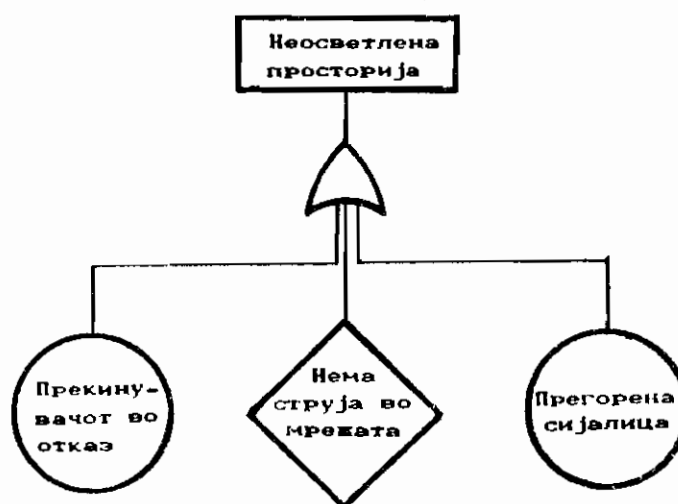 Неосветлена
просторија
Прекину-
вачот во
отказ
Нема
струја во
мрежата
Прегорена
сијалица